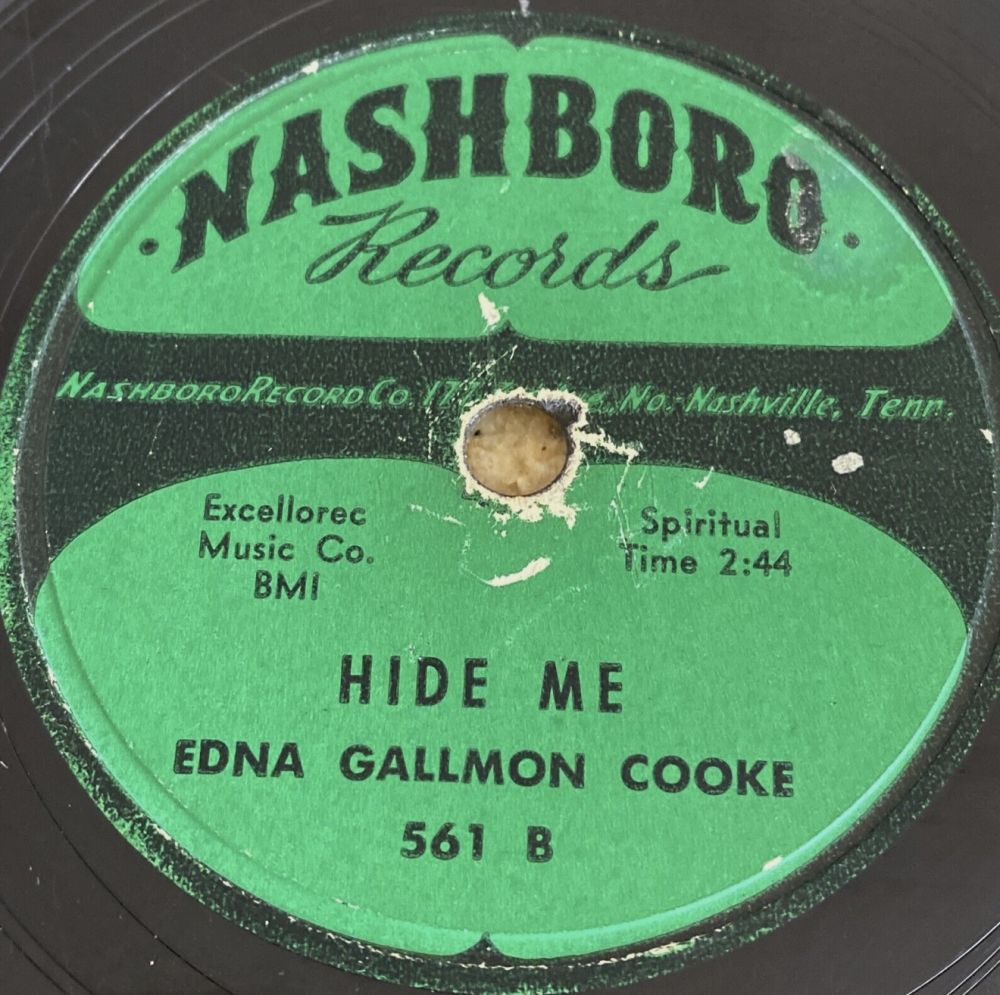 · NASHBORO ·
Records
NASHBORO RECORD CO. 17 No.-Nashville, Tenn.
Excellorec
Music Co.
BMI
Spiritual
Time 2:44
HIDE ME
EDNA GALLMON COOKE
561 B